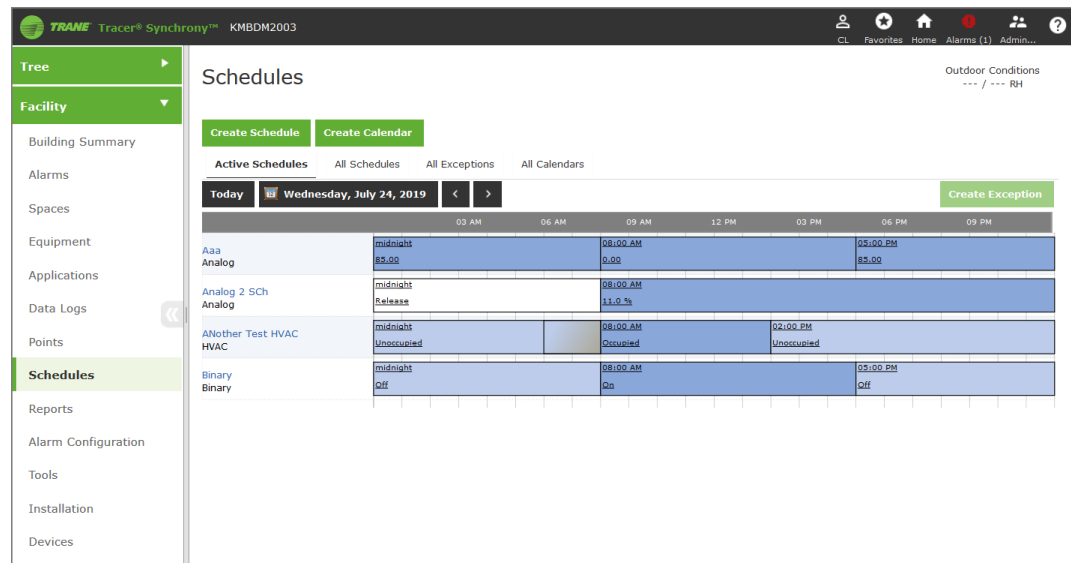 TRANE Tracer® Synchrony™ KMBDM2003
CL Favorites Home Alarms (1) Admin... ?
Tree
Facility
Building Summary
Alarms
Spaces
Equipment
Applications
Data Logs
Points
Schedules
Reports
Alarm Configuration
Tools
Installation
Devices
Schedules
Outdoor Conditions
--- / --- RH
Create Schedule Create Calendar
Active Schedules All Schedules All Exceptions All Calendars
Today Wednesday, July 24, 2019 < > Create Exception
03 AM 06 AM 09 AM 12 PM 03 PM 06 PM 09 PM
Aaa
Analog
midnight 08:00 AM 05:00 PM
85.00 0.00 85.00
Analog 2 SCh
Analog
midnight 08:00 AM
Release 11.0 %
ANother Test HVAC
HVAC
midnight 08:00 AM 02:00 PM
Unoccupied Occupied Unoccupied
Binary
Binary
midnight 08:00 AM 05:00 PM
Off On Off